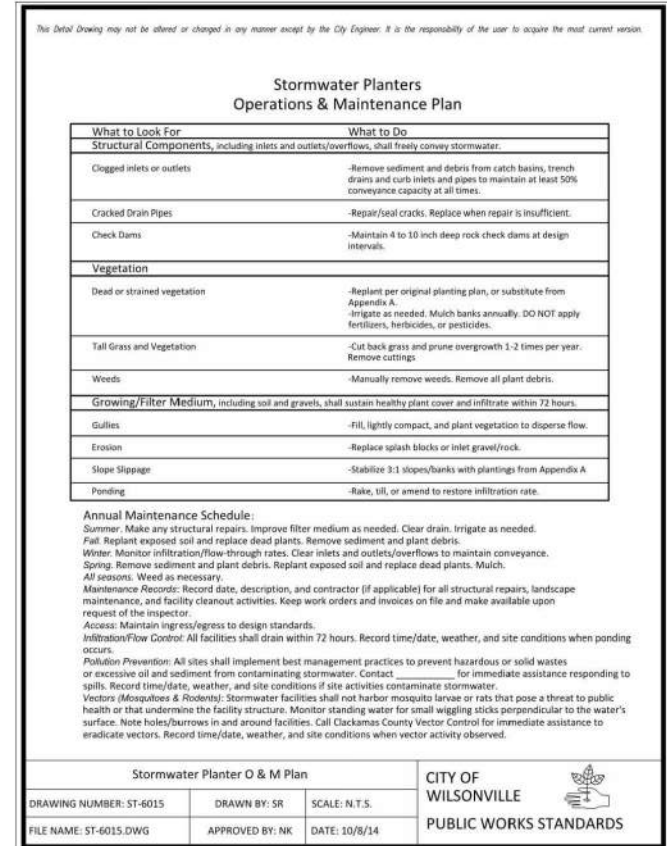 This Detail Drawing may not be altered or changed in any manner except by the City Engineer. It is the responsibility of the user to acquire the most current version.
Stormwater Planters
Operations & Maintenance Plan
What to Look For What to Do
Structural Components, including inlets and outlets/overflows, shall freely convey stormwater.
Clogged inlets or outlets -Remove sediment and debris from catch basins, trench
drains and curb inlets and pipes to maintain at least 50%
conveyance capacity at all times.
Cracked Drain Pipes -Repair/seal cracks. Replace when repair is insufficient.
Check Dams -Maintain 4 to 10 inch deep rock check dams at design
intervals.
Vegetation
Dead or strained vegetation -Replant per original planting plan, or substitute from
Appendix A.
-Irrigate as needed. Mulch banks annually. DO NOT apply
fertilizers, herbicides, or pesticides.
Tall Grass and Vegetation -Cut back grass and prune overgrowth 1-2 times per year.
Remove cuttings
Weeds -Manually remove weeds. Remove all plant debris.
Growing/Filter Medium, including soil and gravels, shall sustain healthy plant cover and infiltrate within 72 hours.
Gullies -Fill, lightly compact, and plant vegetation to disperse flow.
Erosion -Replace splash blocks or inlet gravel/rock.
Slope Slippage -Stabilize 3:1 slopes/banks with plantings from Appendix A
Ponding -Rake, till, or amend to restore infiltration rate.
Annual Maintenance Schedule:
Summer. Make any structural repairs. Improve filter medium as needed. Clear drain. Irrigate as needed.
Fall. Replant exposed soil and replace dead plants. Remove sediment and plant debris.
Winter. Monitor infiltration/flow-through rates. Clear inlets and outlets/overflows to maintain conveyance.
Spring. Remove sediment and plant debris. Replant exposed soil and replace dead plants. Mulch.
All seasons. Weed as necessary.
Maintenance Records: Record date, description, and contractor (if applicable) for all structural repairs, landscape
maintenance, and facility cleanout activities. Keep work orders and invoices on file and make available upon
request of the inspector.
Access: Maintain ingress/egress to design standards.
Infiltration/Flow Control: All facilities shall drain within 72 hours. Record time/date, weather, and site conditions when ponding
occurs.
Pollution Prevention: All sites shall implement best management practices to prevent hazardous or solid wastes
or excessive oil and sediment from contaminating stormwater. Contact __________ for immediate assistance responding to
spills. Record time/date, weather, and site conditions if site activities contaminate stormwater.
Vectors (Mosquitoes & Rodents): Stormwater facilities shall not harbor mosquito larvae or rats that pose a threat to public
health or that undermine the facility structure. Monitor standing water for small wiggling sticks perpendicular to the water's
surface. Note holes/burrows in and around facilities. Call Clackamas County Vector Control for immediate assistance to
eradicate vectors. Record time/date, weather, and site conditions when vector activity observed.
Stormwater Planter O & M Plan
DRAWING NUMBER: ST-6015 DRAWN BY: SR SCALE: N.T.S.
FILE NAME: ST-6015.DWG APPROVED BY: NK DATE: 10/8/14
CITY OF
WILSONVILLE
PUBLIC WORKS STANDARDS